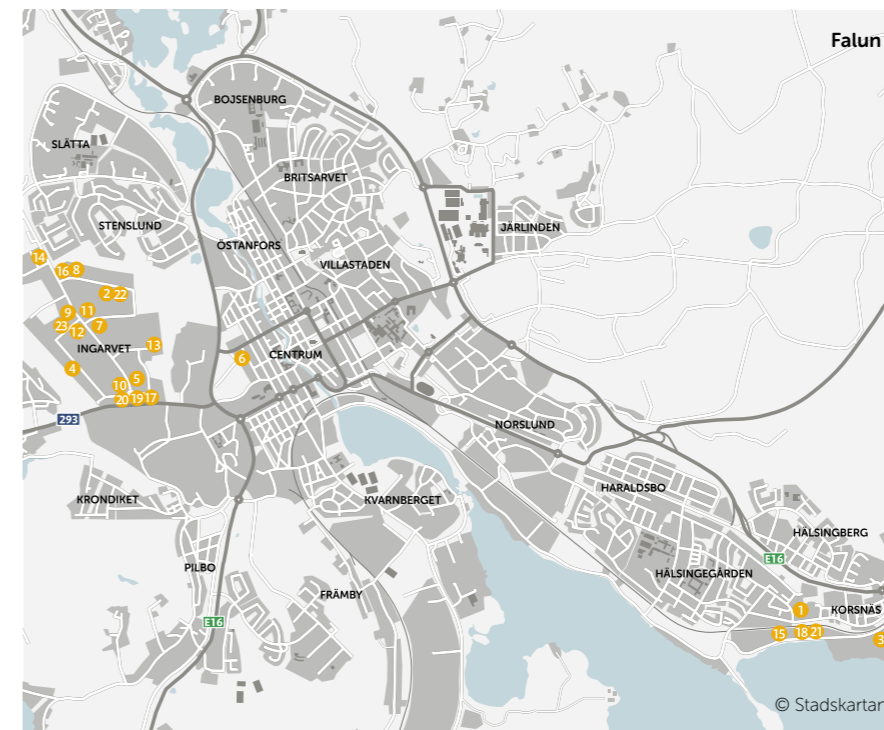 Falun
BOJSENBURG
SLÄTTA
BRITSARVET
STENSLUND
JÄRLINDEN
ÖSTANFORS
VILLASTADEN
14
16 8
2 22
9 11
23 12 7
INGARVET
13
4
6
CENTRUM
10 5
20 19 17
293
NORSLUND
KRONDIKET
KVARNBERGET
HARALDSBO
HÄLSINGBERG
E16
PILBO
HÄLSINGEGÅRDEN
FRÄMBY
E16
1
KORSNÄS
15 18 21
3
© Stadskartan